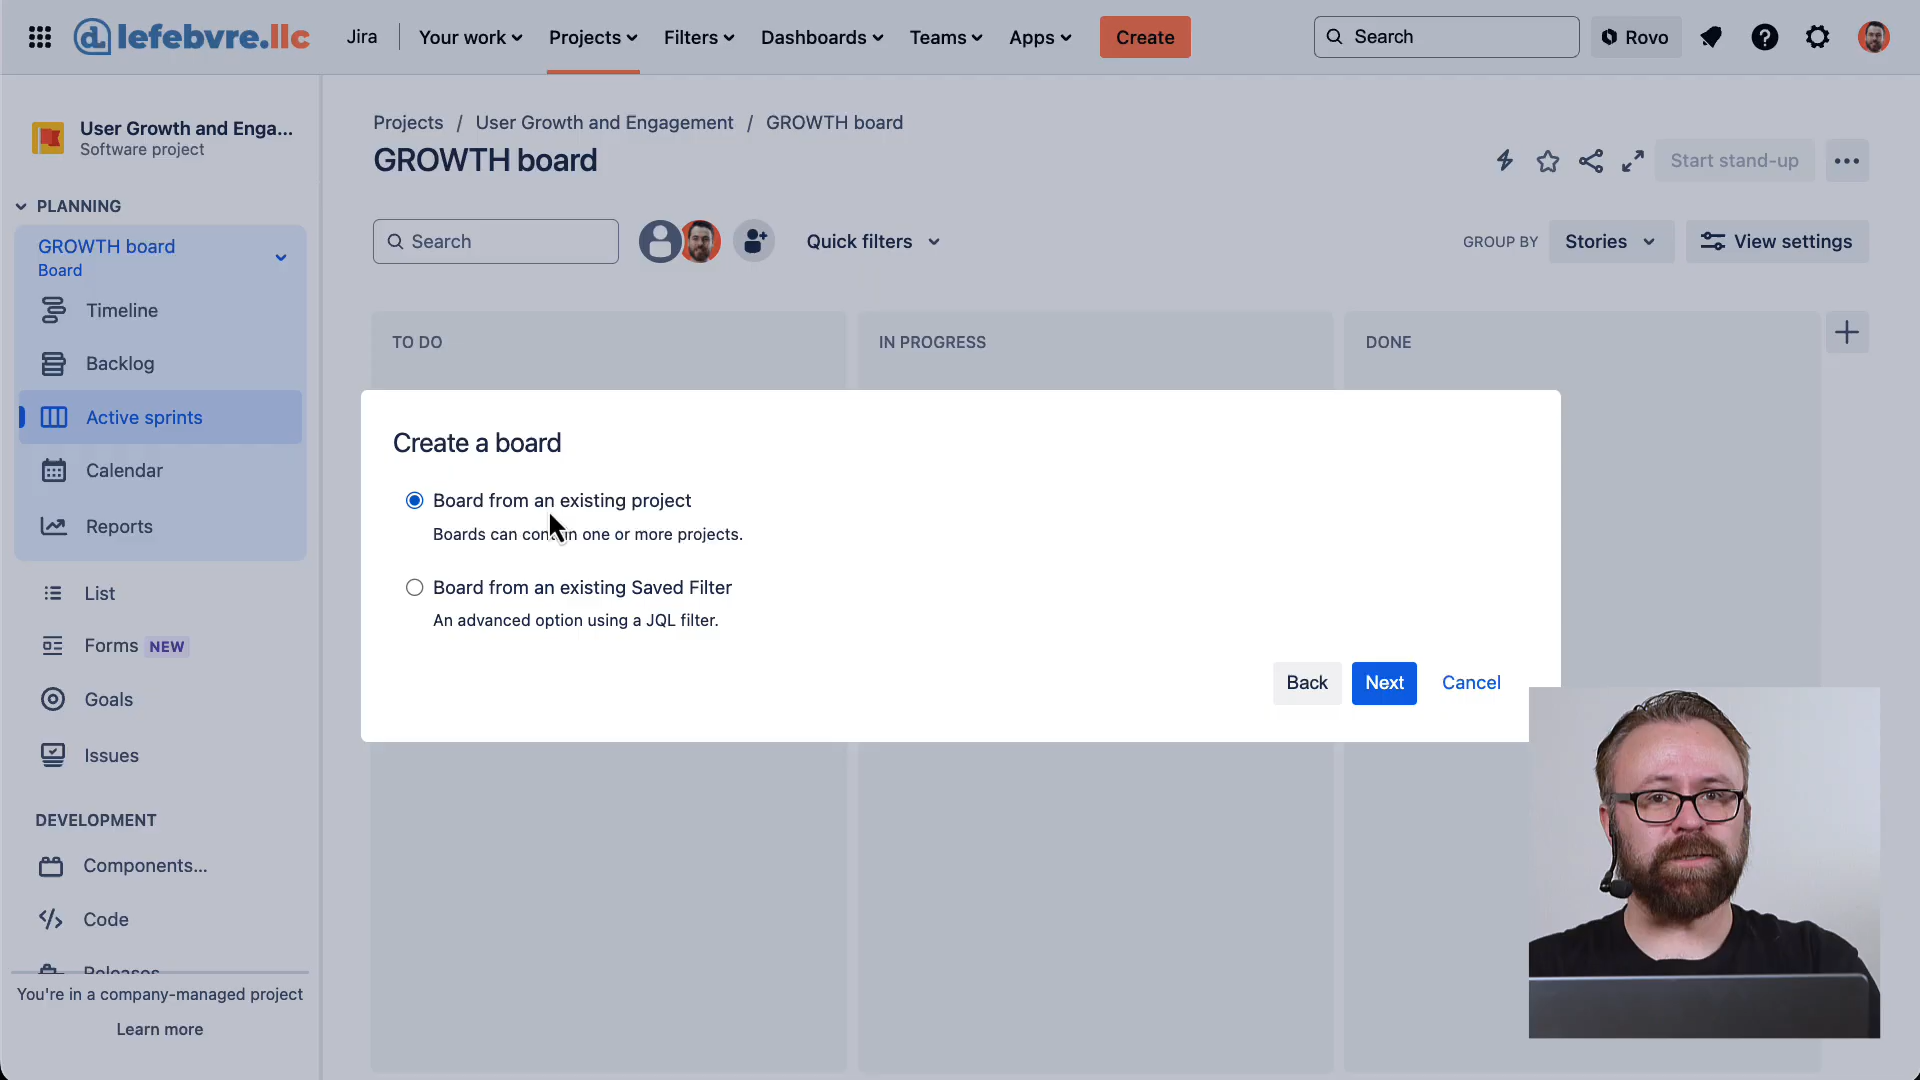 lefebvre.llc
Jira
Your work
Projects
Filters
Dashboards
Teams
Apps
Create
Search
Rovo
User Growth and Enga...
Software project
PLANNING
GROWTH board
Board
Timeline
Backlog
Active sprints
Calendar
Reports
List
Forms NEW
Goals
Issues
DEVELOPMENT
Components...
Code
Releases
You're in a company-managed project
Learn more
Projects / User Growth and Engagement / GROWTH board
GROWTH board
Start stand-up
Search
Quick filters
GROUP BY
Stories
View settings
TO DO
IN PROGRESS
DONE
Create a board
Board from an existing project
Boards can contain one or more projects.
Board from an existing Saved Filter
An advanced option using a JQL filter.
Back
Next
Cancel